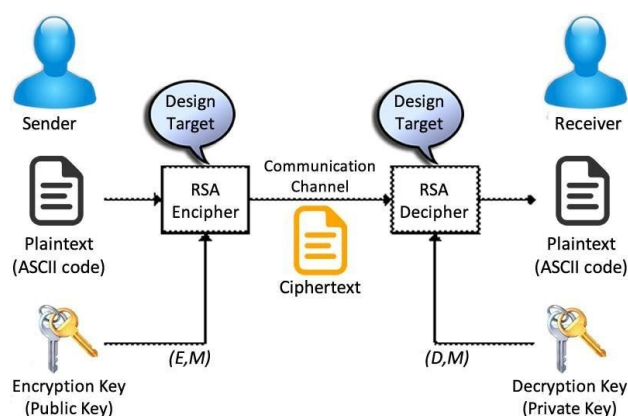 Design
Target
Design
Target
Sender
Receiver
Communication
Channel
RSA
Encipher
RSA
Decipher
Plaintext
(ASCII code)
Ciphertext
Plaintext
(ASCII code)
(E,M)
(D,M)
Encryption Key
(Public Key)
Decryption Key
(Private Key)